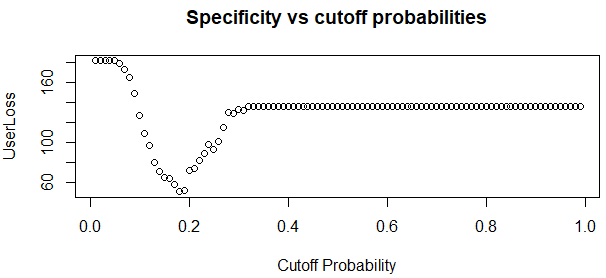 Specificity vs cutoff probabilities
UserLoss
160
100
60
0.0 0.2 0.4 0.6 0.8 1.0
Cutoff Probability